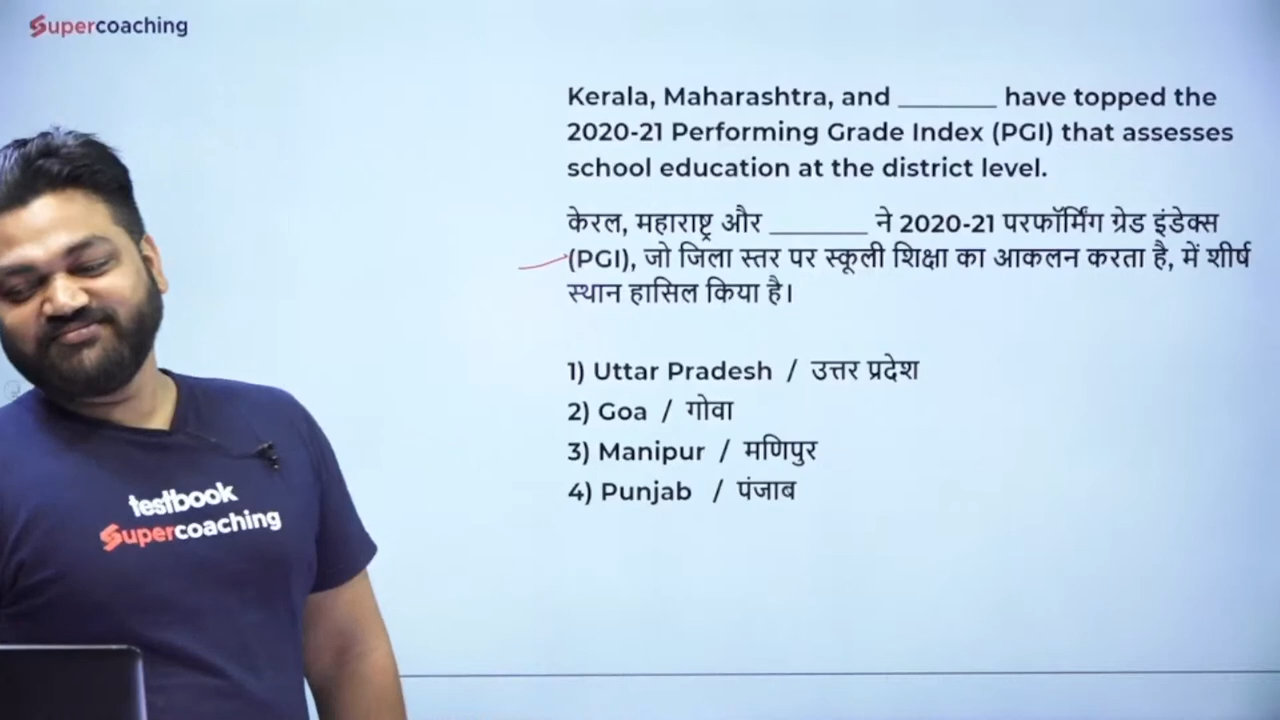 Supercoaching
Kerala, Maharashtra, and ________ have topped the
2020-21 Performing Grade Index (PGI) that assesses
school education at the district level.
केरल, महाराष्ट्र और ________ ने 2020-21 परफॉर्मिंग ग्रेड इंडेक्स
(PGI), जो जिला स्तर पर स्कूली शिक्षा का आकलन करता है, में शीर्ष
स्थान हासिल किया है।
1) Uttar Pradesh / उत्तर प्रदेश
2) Goa / गोवा
3) Manipur / मणिपुर
4) Punjab / पंजाब
testbook
Supercoaching